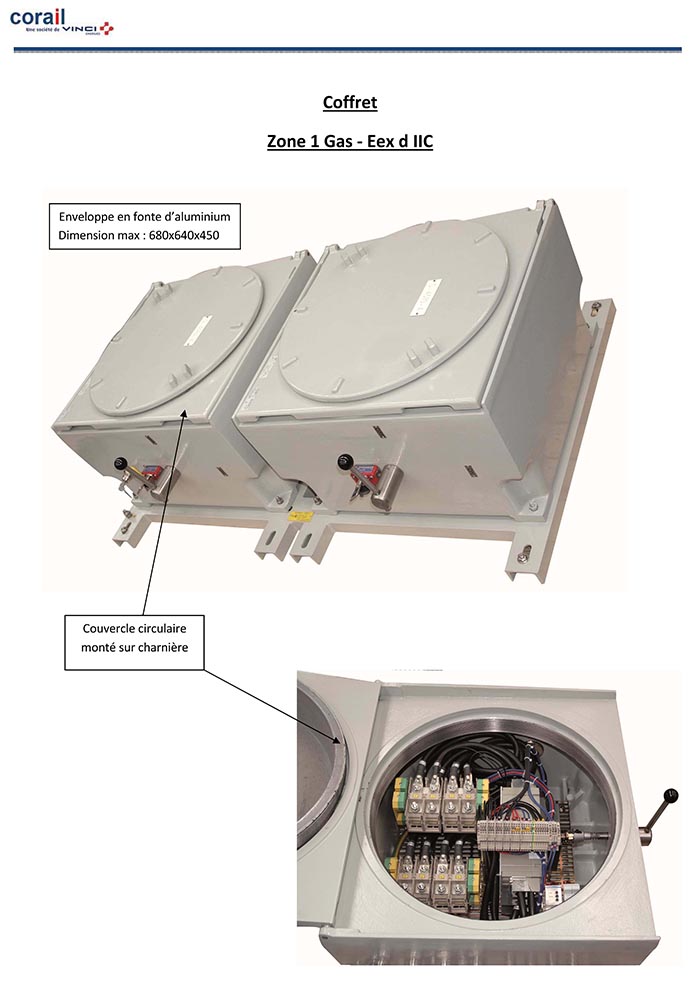 corail
Une société de VINCI
ENERGIES
Coffret
Zone 1 Gas - Eex d IIC
Enveloppe en fonte d’aluminium
Dimension max : 680x640x450
Couvercle circulaire
monté sur charnière